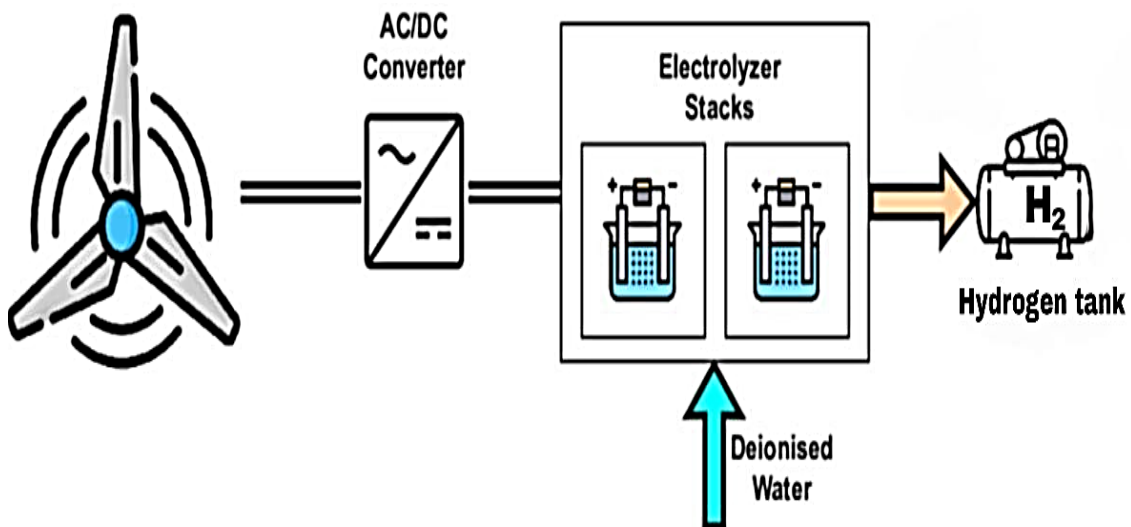 AC/DC
Converter
Electrolyzer
Stacks
+ -
+ -
H₂
Hydrogen tank
Deionised
Water